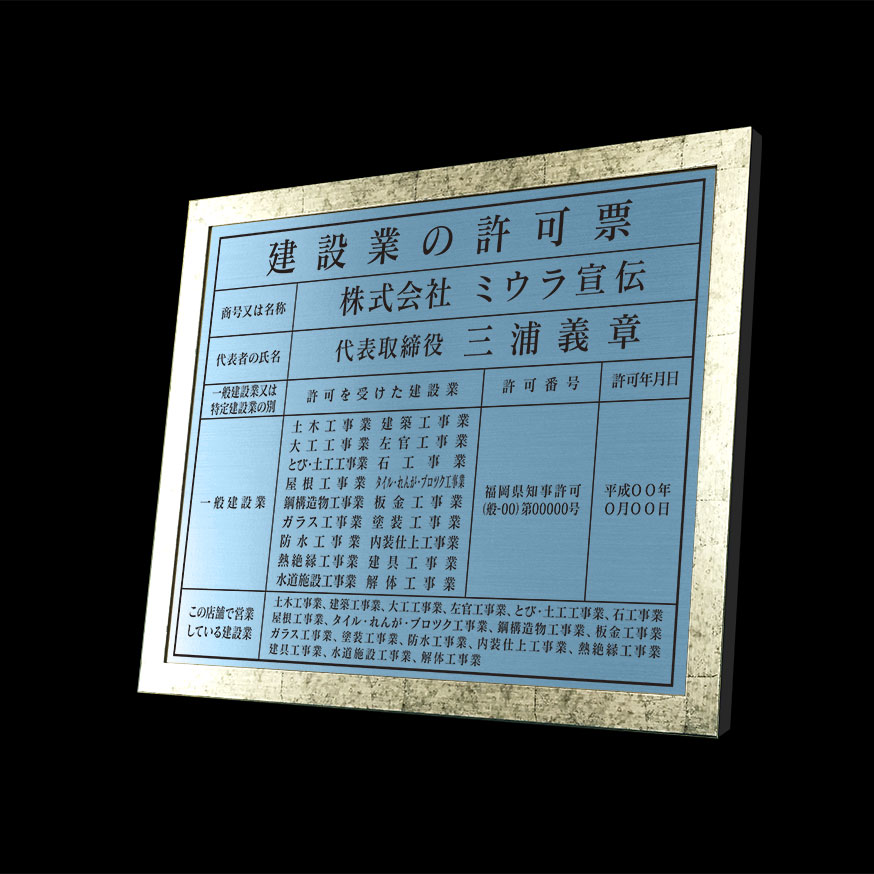 建設業の許可票
商号又は名称 株式会社 ミウラ宣伝
代表者の氏名 代表取締役 三浦義章
一般建設業又は
特定建設業の別
許可を受けた建設業 許可番号 許可年月日
一般建設業
土木工事業 建築工事業
大工工事業 左官工事業
とび・土工工事業 石工事業
屋根工事業 タイル・れんが・ブロツク工事業
鋼構造物工事業 板金工事業
ガラス工事業 塗装工事業
防水工事業 内装仕上工事業
熱絶縁工事業 建具工事業
水道施設工事業 解体工事業
福岡県知事許可
(般-00)第00000号
平成〇〇年
〇月〇〇日
この店舗で営業
している建設業
土木工事業、建築工事業、大工工事業、左官工事業、とび・土工工事業、石工事業
屋根工事業、タイル・れんが・ブロツク工事業、鋼構造物工事業、板金工事業
ガラス工事業、塗装工事業、防水工事業、内装仕上工事業、熱絶縁工事業
建具工事業、水道施設工事業、解体工事業